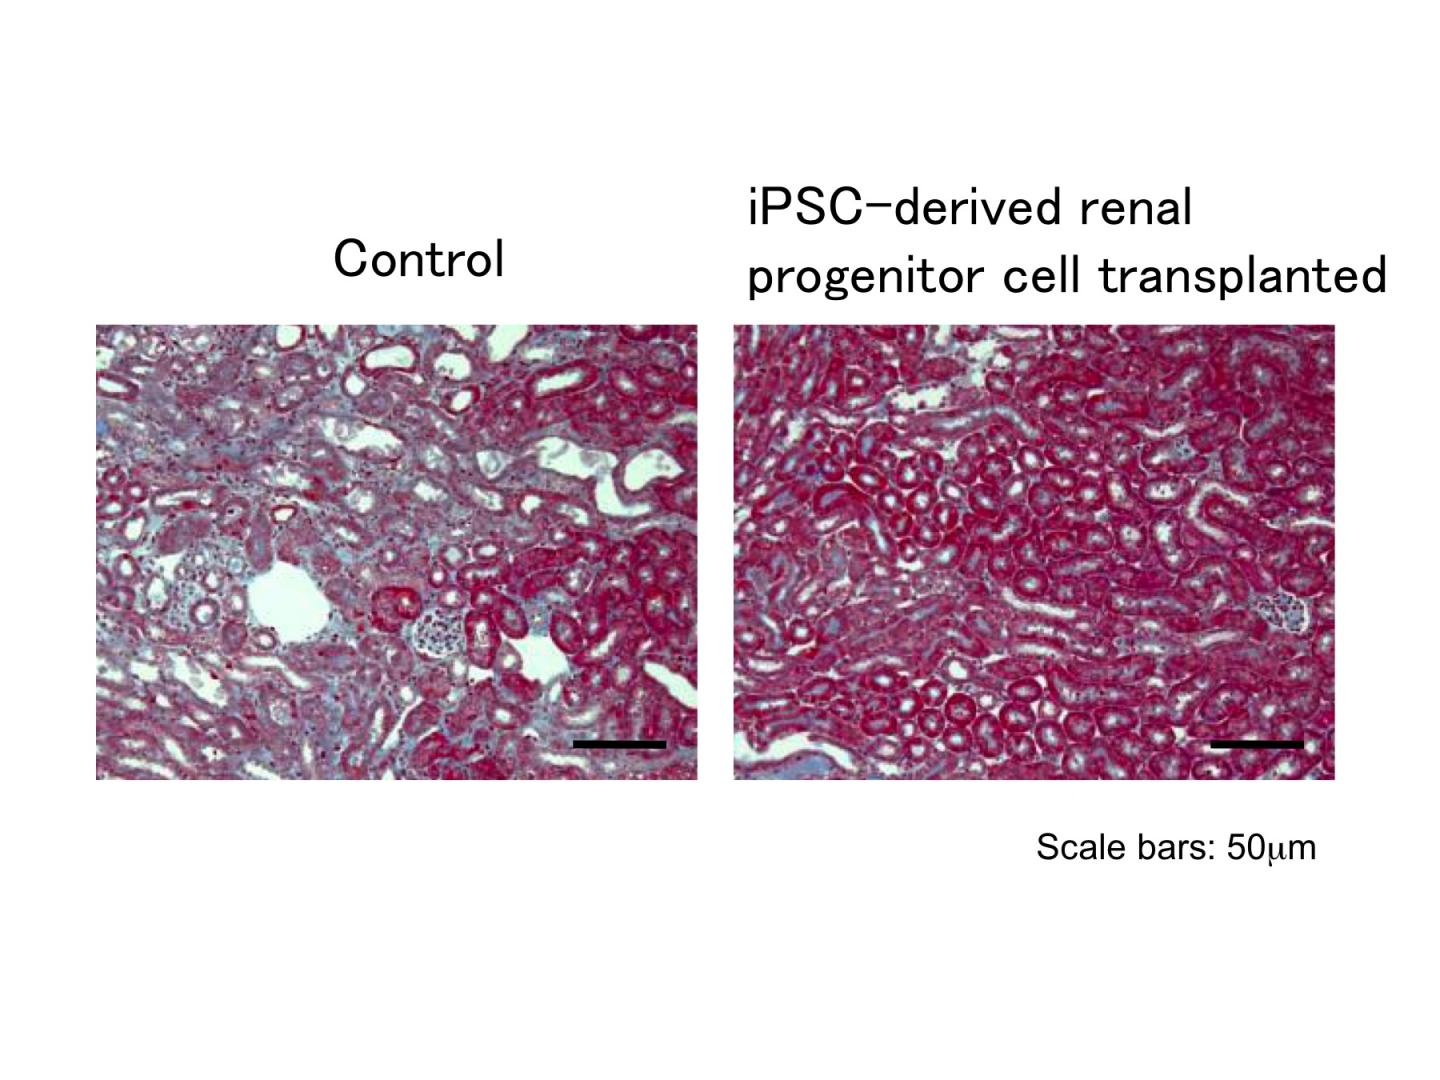 Control
iPSC-derived renal
progenitor cell transplanted
Scale bars: 50μm